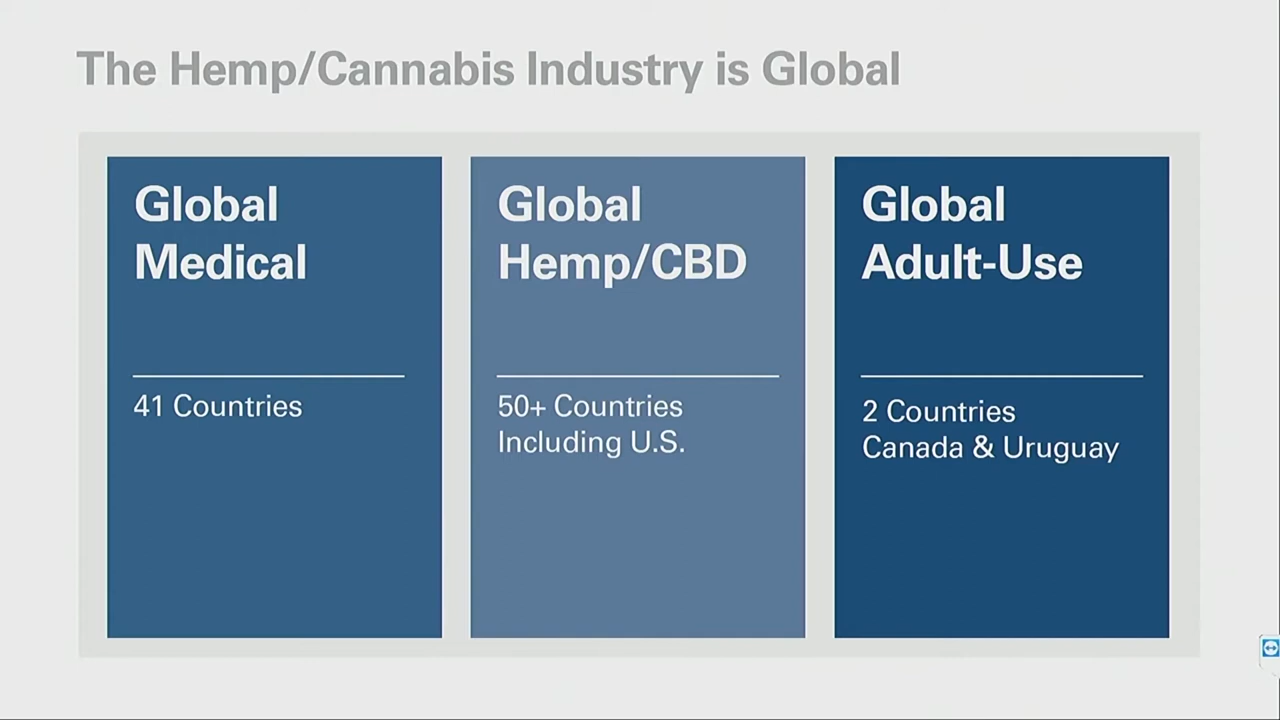 The Hemp/Cannabis Industry is Global
Global
Medical
41 Countries
Global
Hemp/CBD
50+ Countries
Including U.S.
Global
Adult-Use
2 Countries
Canada & Uruguay